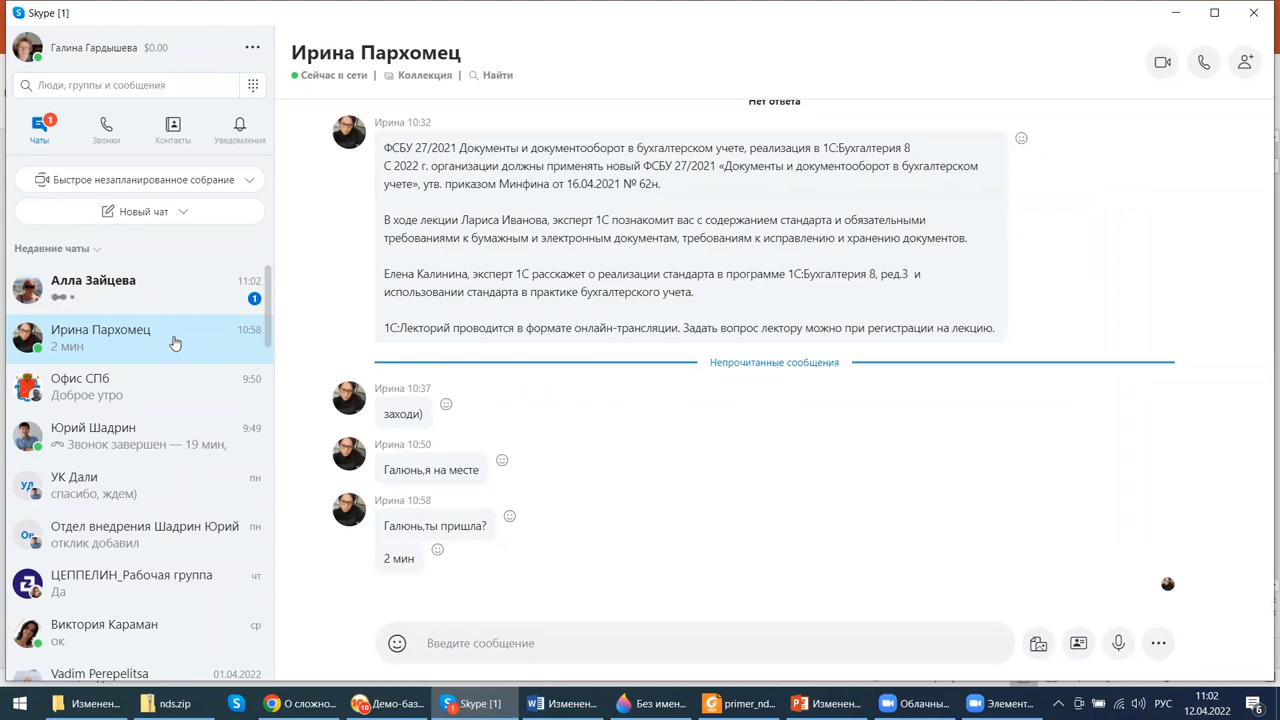 Skype [1]
Галина Гардышева $0.00
Люди, группы и сообщения
1
Чаты
Звонки
Контакты
Уведомления
Быстрое незапланированное собрание
Новый чат
Недавние чаты
Алла Зайцева 11:02
1
Ирина Пархомец 10:58
2 мин
Офис СПб 9:50
Доброе утро
Юрий Шадрин 9:49
Звонок завершен — 19 мин,
УД
УК Дали пн
спасибо, ждем)
Ор
Отдел внедрения Шадрин Юрий пн
отклик добавил
ЦЕППЕЛИН_Рабочая группа чт
Да
Виктория Караман ср
ок
Vadim Perepelitsa 01.04.2022
Ирина Пархомец
Сейчас в сети | Коллекция | Найти
Нет ответа
Ирина 10:32
ФСБУ 27/2021 Документы и документооборот в бухгалтерском учете, реализация в 1С:Бухгалтерия 8
С 2022 г. организации должны применять новый ФСБУ 27/2021 «Документы и документооборот в бухгалтерском
учете», утв. приказом Минфина от 16.04.2021 № 62н.
В ходе лекции Лариса Иванова, эксперт 1С познакомит вас с содержанием стандарта и обязательными
требованиями к бумажным и электронным документам, требованиям к исправлению и хранению документов.
Елена Калинина, эксперт 1С расскажет о реализации стандарта в программе 1С:Бухгалтерия 8, ред.3 и
использовании стандарта в практике бухгалтерского учета.
1С:Лекторий проводится в формате онлайн-трансляции. Задать вопрос лектору можно при регистрации на лекцию.
Непрочитанные сообщения
Ирина 10:37
заходи)
Ирина 10:50
Галюнь,я на месте
Ирина 10:58
Галюнь,ты пришла?
2 мин
Введите сообщение
Изменен...
nds.zip
О сложно...
10
Демо-баз...
1
Skype [1]
Изменен...
Без имен...
primer_nd...
Изменен...
Облачны...
Элемент...
РУС
11:02
12.04.2022
6